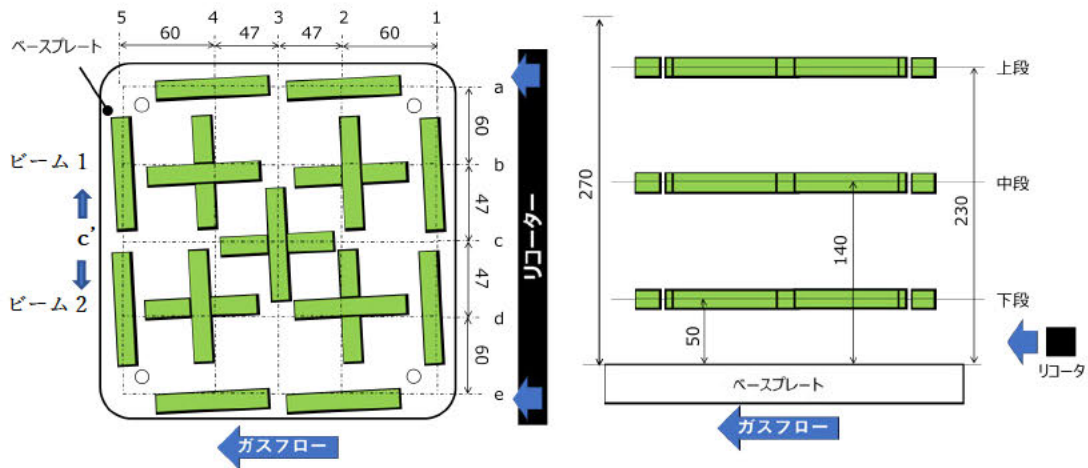 5 4 3 2 1
60 47 47 60
ベースプレート
a
60
b
ビーム 1
47
c’
c
47
ビーム 2
d
60
e
リコーター
ガスフロー
上段
中段
下段
270
230
140
50
リコータ
ベースプレート
ガスフロー